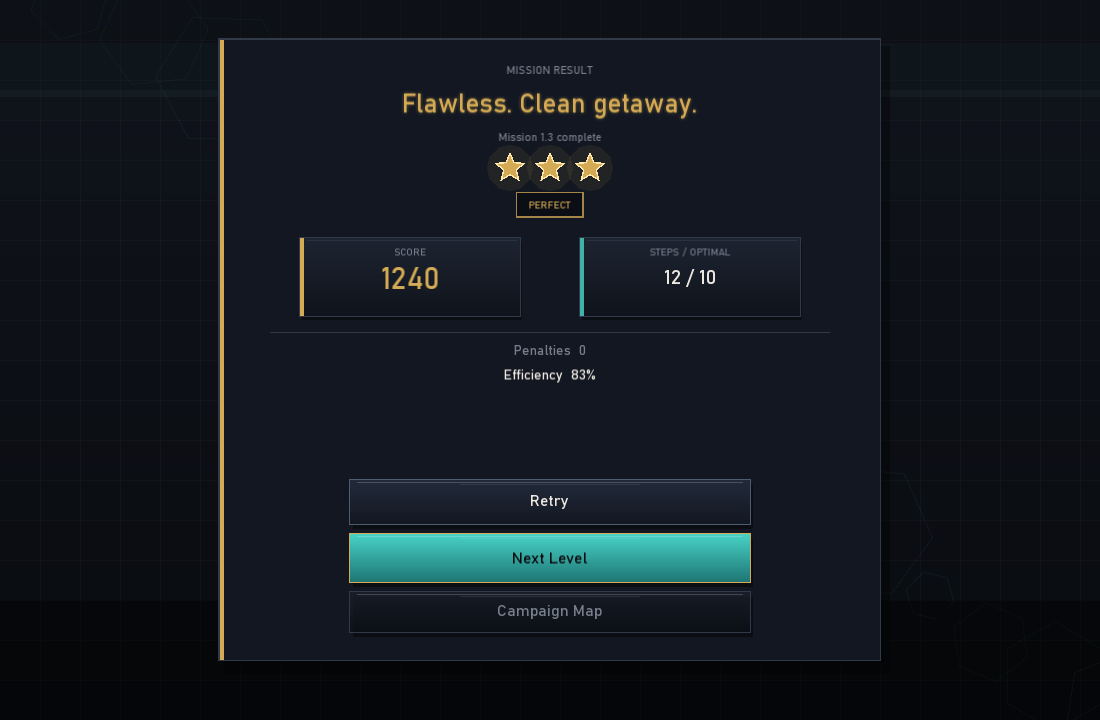 MISSION RESULT
Flawless. Clean getaway.
Mission 1.3 complete
PERFECT
SCORE
1240
STEPS / OPTIMAL
12 / 10
Penalties 0
Efficiency 83%
Retry
Next Level
Campaign Map